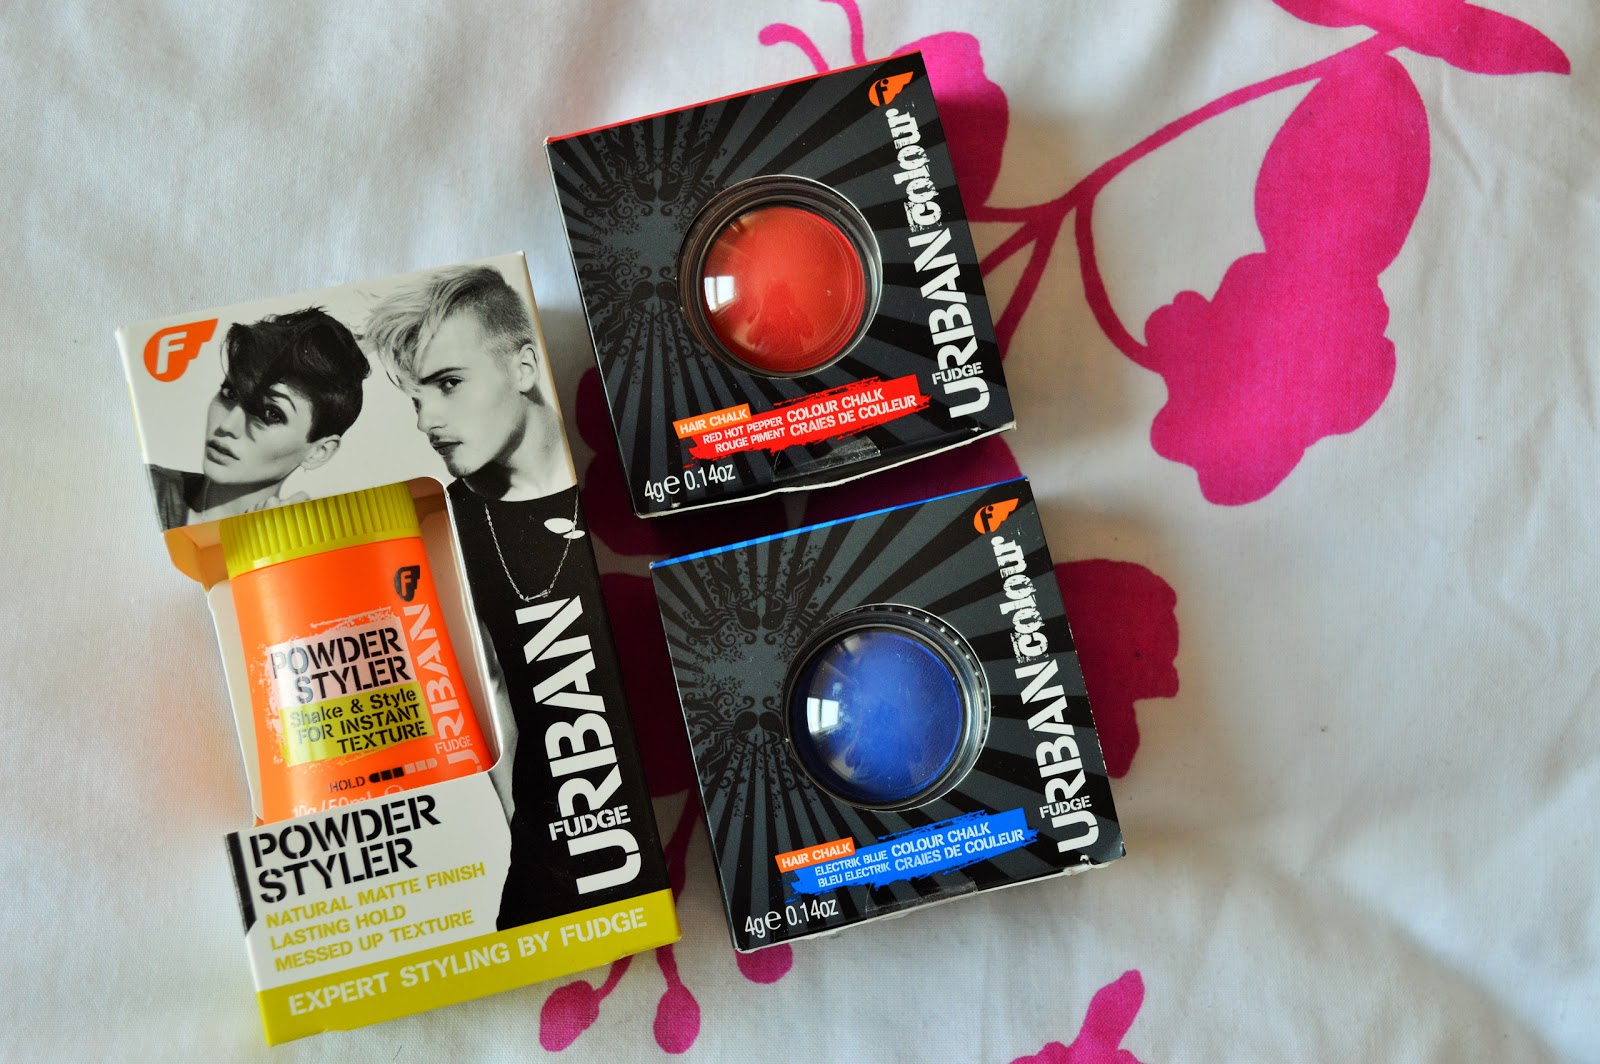 F
POWDER
STYLER
Shake & Style
FOR INSTANT
TEXTURE
URBAN
FUDGE
HOLD
10g/50ml e
POWDER
STYLER
NATURAL MATTE FINISH
LASTING HOLD
MESSED UP TEXTURE
EXPERT STYLING BY FUDGE
URBAN
FUDGE
F
URBAN colour
FUDGE
HAIR CHALK
RED HOT PEPPER COLOUR CHALK
ROUGE PIMENT CRAIES DE COULEUR
4g e 0.14oz
F
URBAN colour
FUDGE
HAIR CHALK
ELECTRIK BLUE COLOUR CHALK
BLEU ELECTRIK CRAIES DE COULEUR
4g e 0.14oz